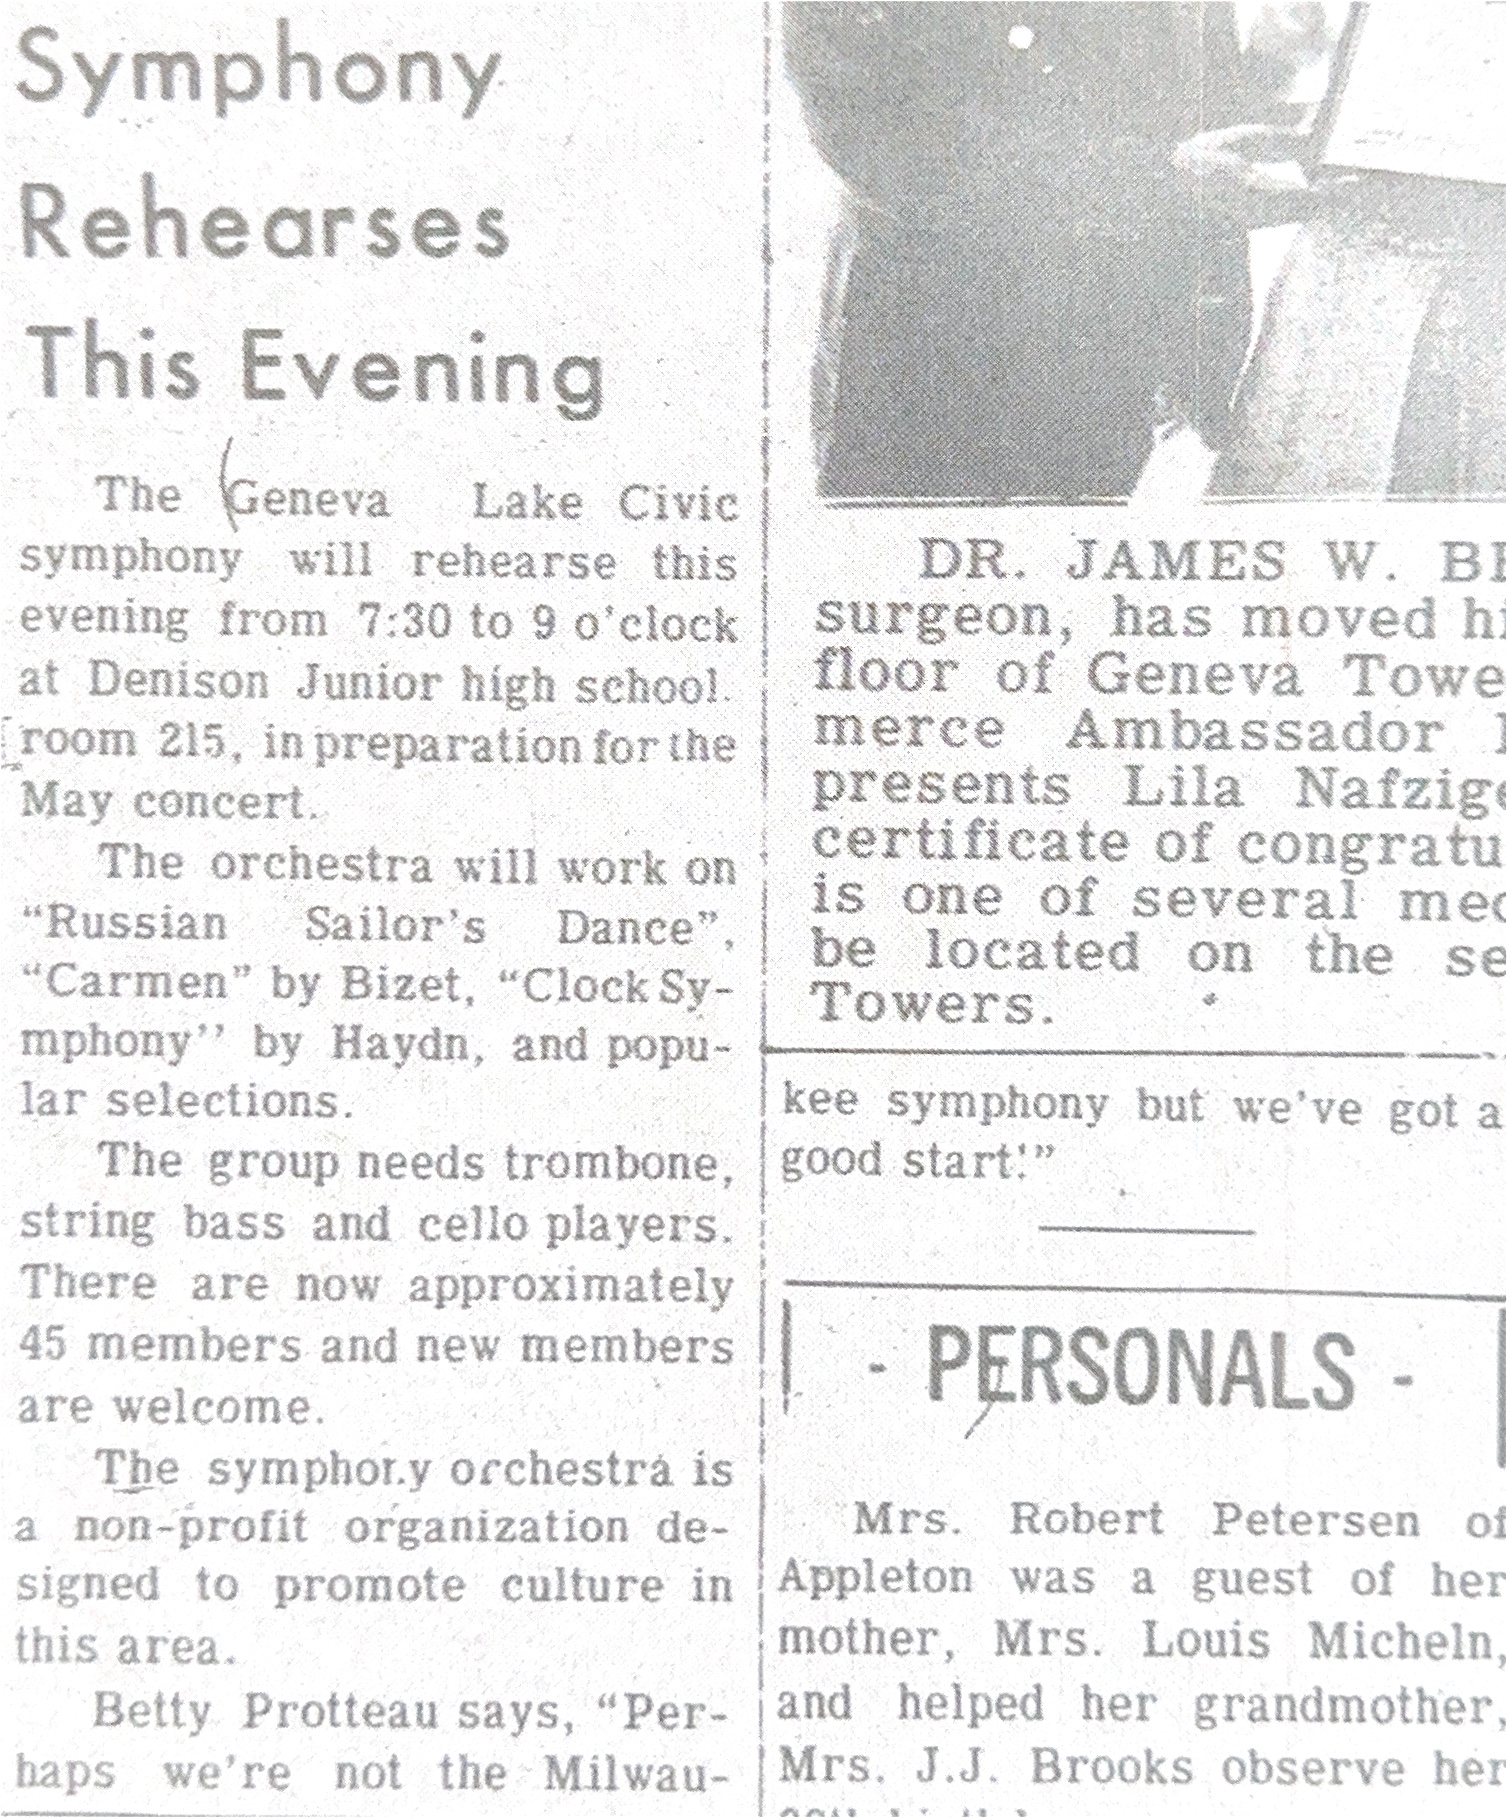 Symphony
Rehearses
This Evening
The Geneva Lake Civic
symphony will rehearse this
evening from 7:30 to 9 o'clock
at Denison Junior high school.
room 215, in preparation for the
May concert.
The orchestra will work on
“Russian Sailor's Dance”,
“Carmen” by Bizet, “Clock Sy-
mphony’’ by Haydn, and popu-
lar selections.
The group needs trombone,
string bass and cello players.
There are now approximately
45 members and new members
are welcome.
The symphony orchestra is
a non-profit organization de-
signed to promote culture in
this area.
Betty Protteau says, “Per-
haps we're not the Milwau-
DR. JAMES W.
surgeon, has moved
floor of Geneva
merce Ambassador
presents Lila
certificate of
is one of several
be located on the
Towers.
kee symphony but we've got a
good start!”
- PERSONALS -
Mrs. Robert Petersen of
Appleton was a guest of her
mother, Mrs. Louis Micheln,
and helped her grandmother,
Mrs. J.J. Brooks observe her